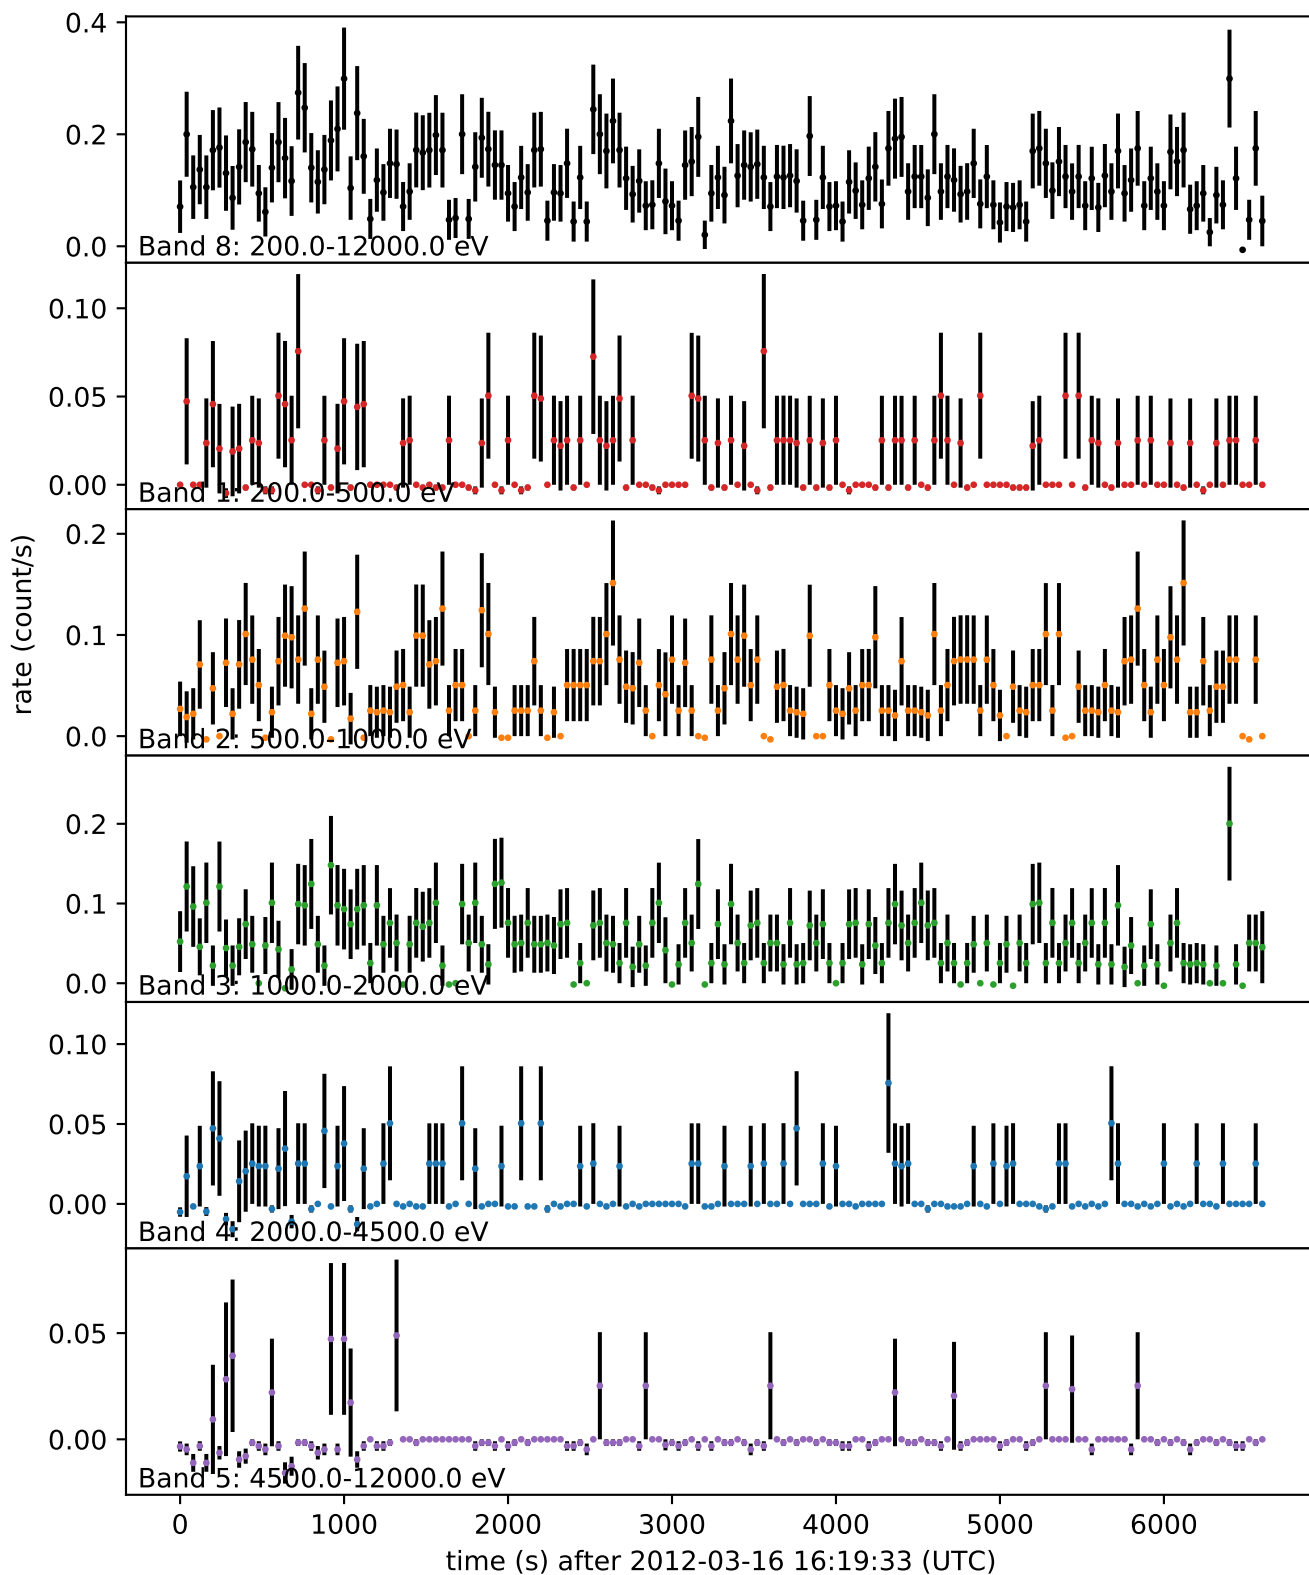 0.4
0.2
0.0
Band 8: 200.0-12000.0 eV
0.10
0.05
0.00
Band 1: 200.0-500.0 eV
0.2
0.1
0.0
Band 2: 500.0-1000.0 eV
rate (count/s)
0.2
0.1
0.0
Band 3: 1000.0-2000.0 eV
0.10
0.05
0.00
Band 4: 2000.0-4500.0 eV
0.05
0.00
Band 5: 4500.0-12000.0 eV
0 1000 2000 3000 4000 5000 6000
time (s) after 2012-03-16 16:19:33 (UTC)